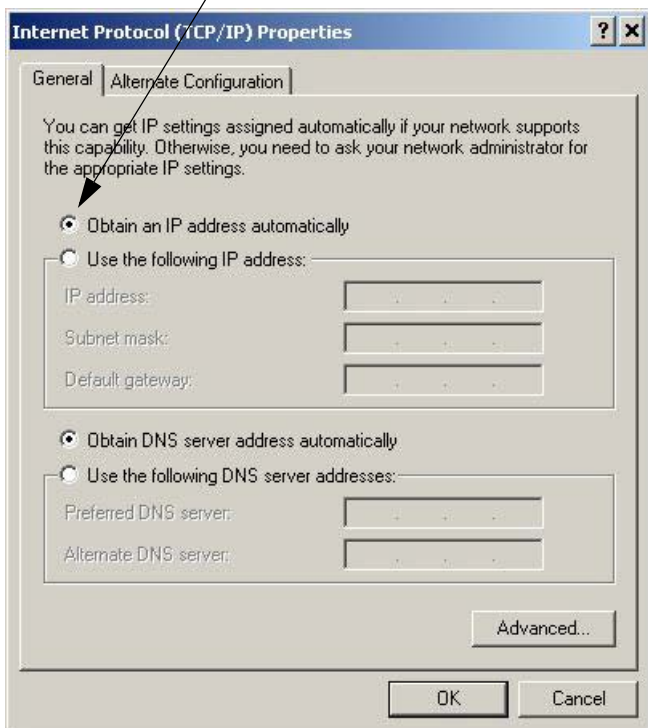 Internet Protocol (TCP/IP) Properties
General
Alternate Configuration
You can get IP settings assigned automatically if your network supports
this capability. Otherwise, you need to ask your network administrator for
the appropriate IP settings.
Obtain an IP address automatically
Use the following IP address:
IP address:
Subnet mask:
Default gateway:
Obtain DNS server address automatically
Use the following DNS server addresses:
Preferred DNS server:
Alternate DNS server:
Advanced...
OK
Cancel